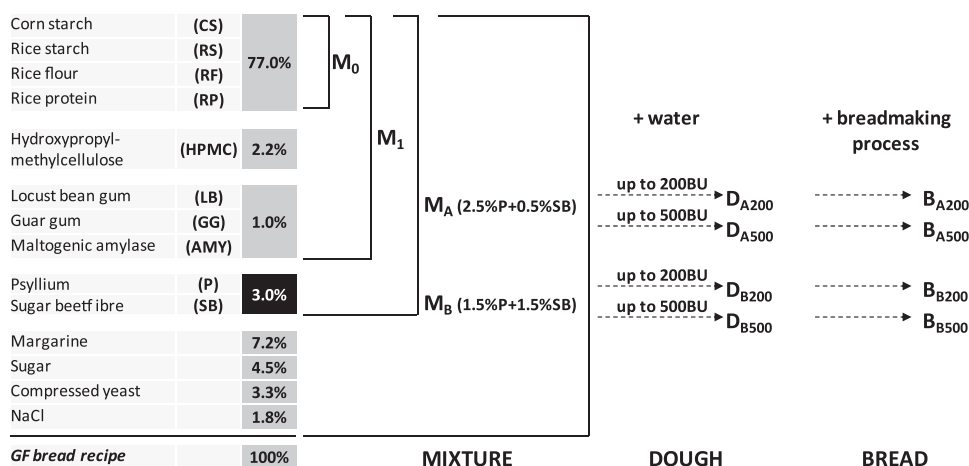 Corn starch (CS)
Rice starch (RS)
77.0%
Rice flour (RF)
Rice protein (RP)
M0
Hydroxypropyl-
methylcellulose
(HPMC) 2.2%
M1
Locust bean gum (LB)
Guar gum (GG)
1.0%
Maltogenic amylase (AMY)
Psyllium (P)
3.0%
Sugar beetf ibre (SB)
Margarine 7.2%
Sugar 4.5%
Compressed yeast 3.3%
NaCl 1.8%
GF bread recipe 100%
MA (2.5%P+0.5%SB)
MB (1.5%P+1.5%SB)
MIXTURE
+ water
up to 200BU DA200
up to 500BU DA500
up to 200BU DB200
up to 500BU DB500
DOUGH
+ breadmaking
process
BA200
BA500
BB200
BB500
BREAD